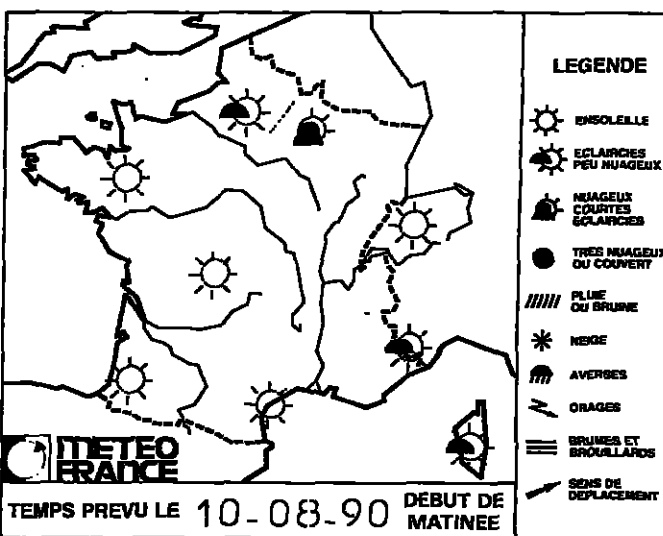 LEGENDE
ENSOLEILLE
ECLAIRCIES
PEU NUAGEUX
NUAGEUX
COURTES
ECLAIRCIES
TRES NUAGEUX
OU COUVERT
PLUIE
OU BRUINE
NEIGE
AVERSES
ORAGES
BRUMES ET
BROUILLARDS
SENS DE
DEPLACEMENT
METEO
FRANCE
TEMPS PREVU LE 10-08-90 DEBUT DE
MATINEE